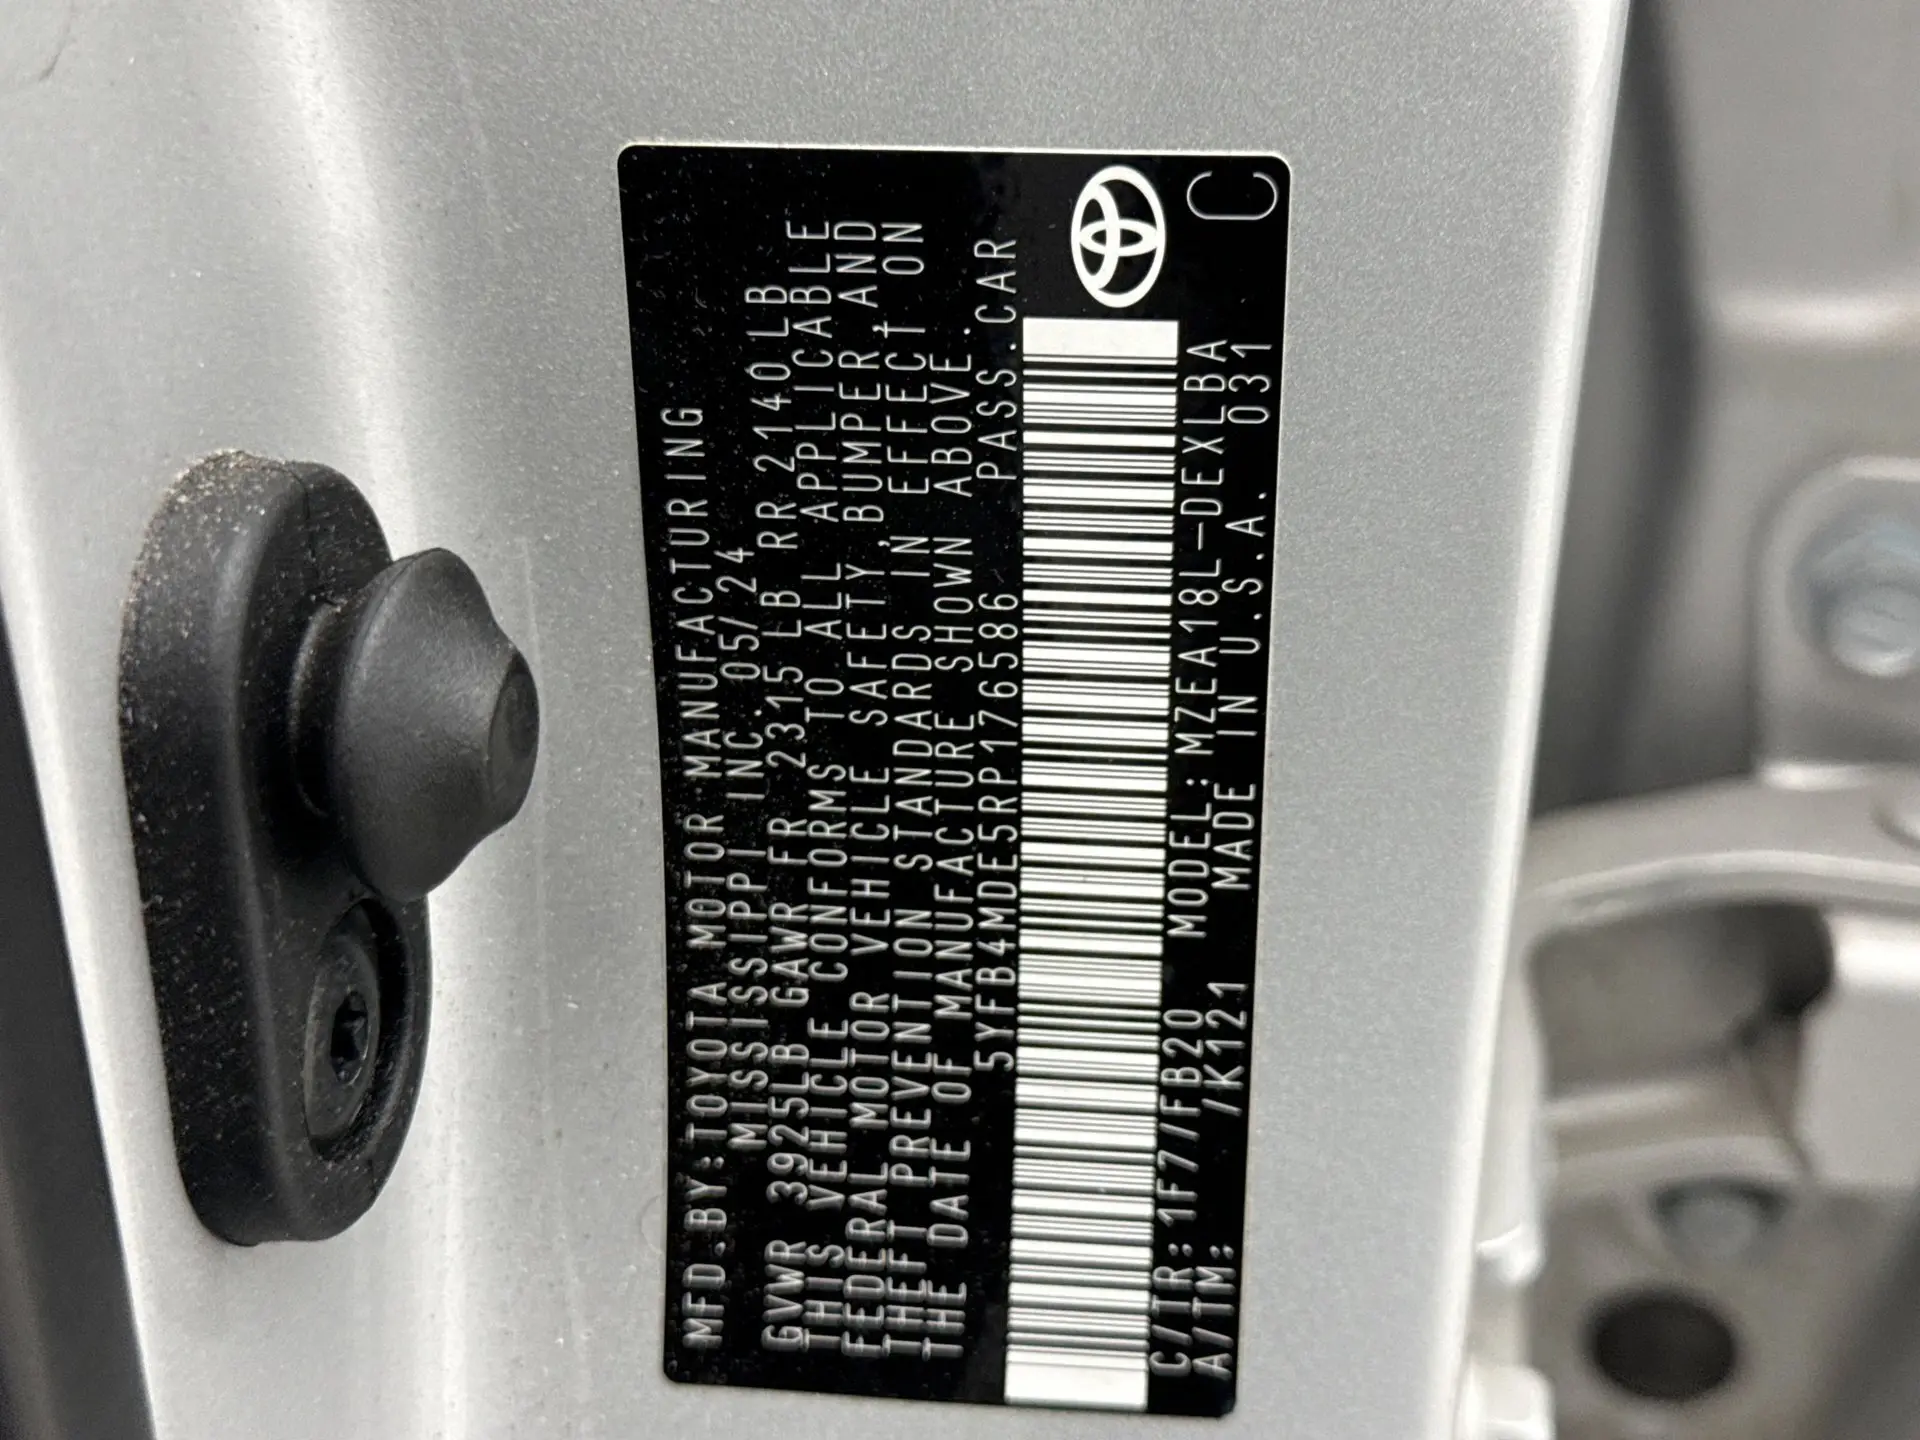 MFD.BY:TOYOTA MOTOR MANUFACTURING
MISSISSIPPI INC. 05/24
GVWR 3925LB GAWR FR 2315 LB RR 2140 LB
THIS VEHICLE CONFORMS TO ALL APPLICABLE
FEDERAL MOTOR VEHICLE SAFETY, BUMPER, AND
THEFT PREVENTION STANDARDS IN EFFECT ON
THE DATE OF MANUFACTURE SHOWN ABOVE.
5YFB4MDE5RP176586 PASS.CAR
C/TR: 1F7/FB20 MODEL: MZEA18L-DEXLBA
A/TM: /K121 MADE IN U.S.A. 031
C